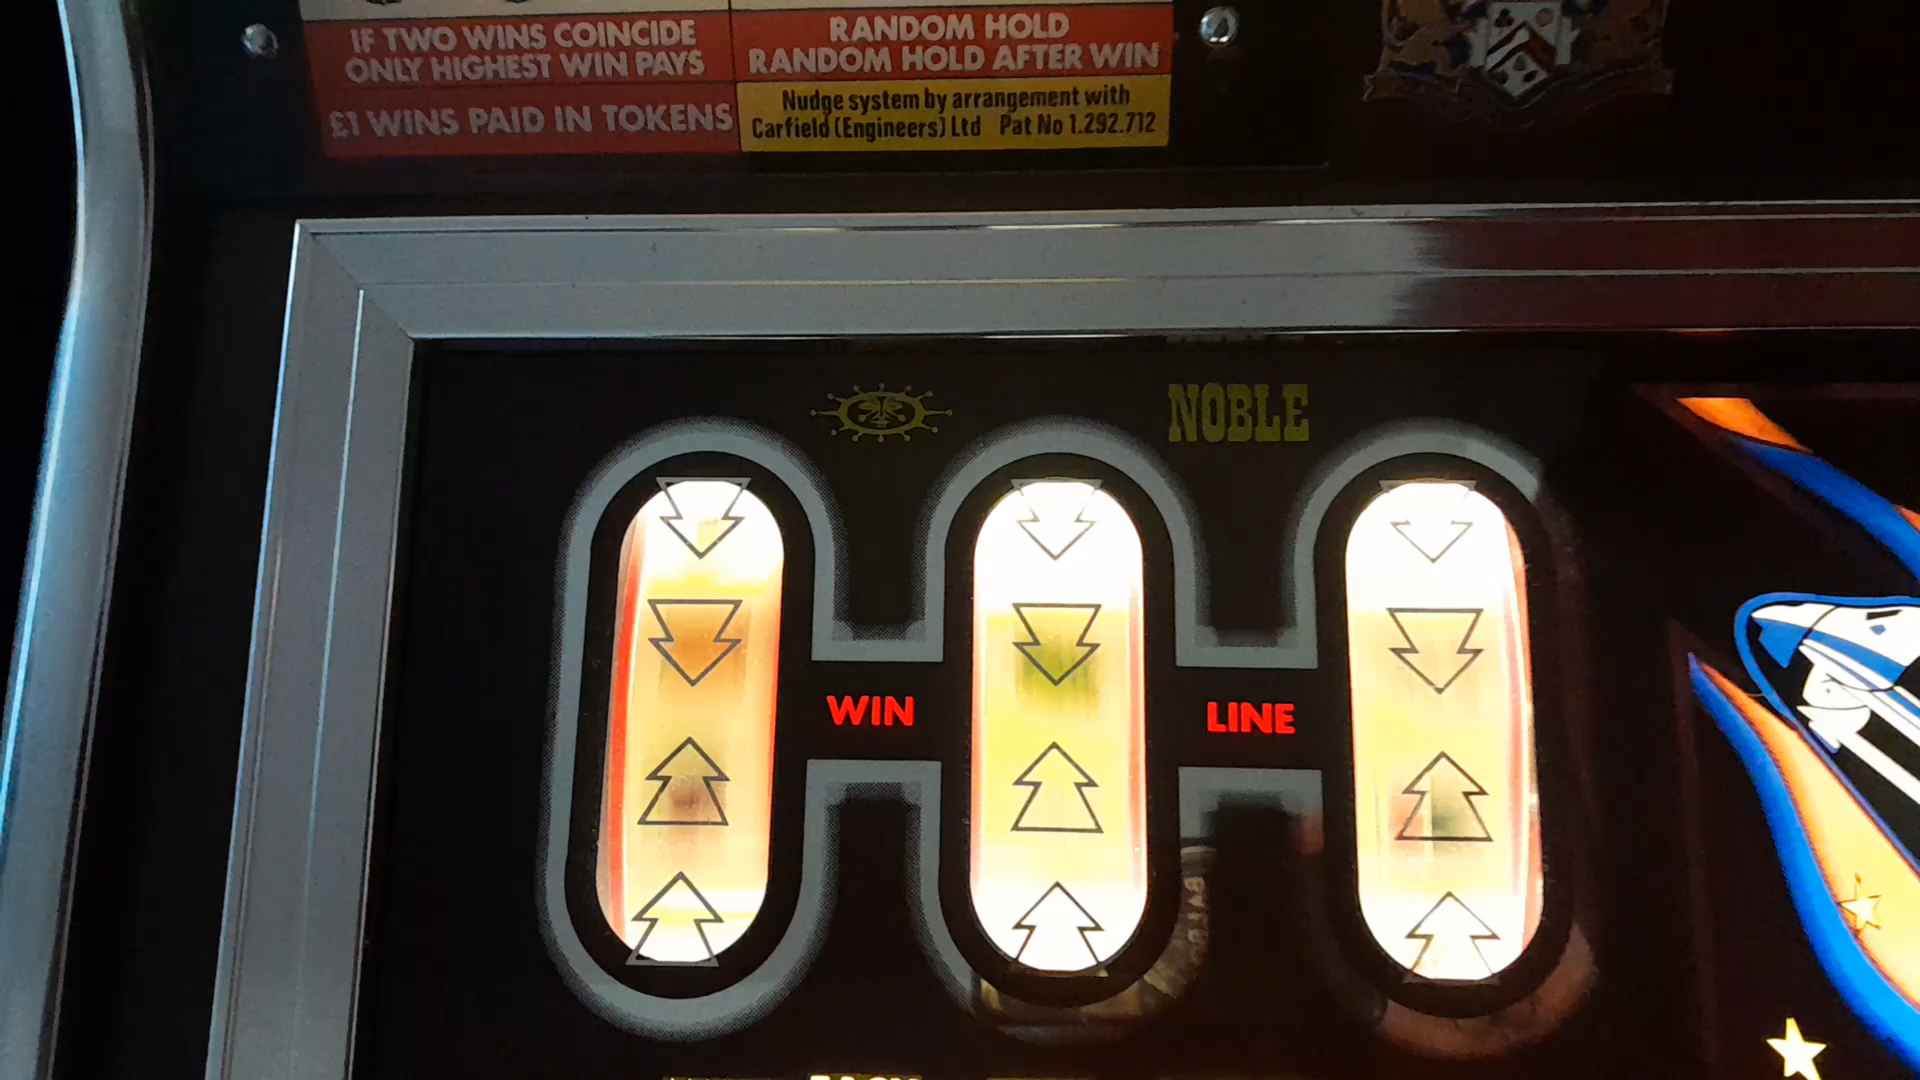 IF TWO WINS COINCIDE
ONLY HIGHEST WIN PAYS
£1 WINS PAID IN TOKENS
RANDOM HOLD
RANDOM HOLD AFTER WIN
Nudge system by arrangement with
Carfield (Engineers) Ltd Pat No 1.292.712
NOBLE
WIN
LINE